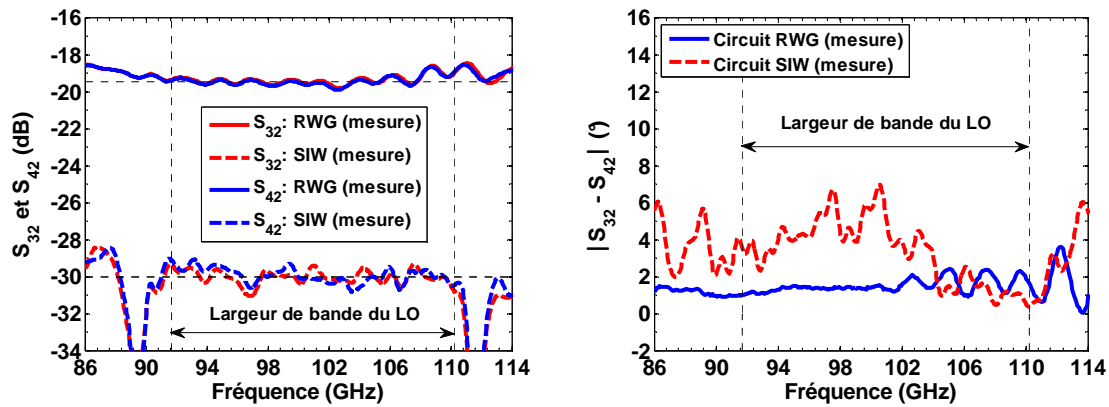 -16
-18
-20
-22
-24
-26
-28
-30
-32
-34
S32 et S42 (dB)
S32: RWG (mesure)
S32: SIW (mesure)
S42: RWG (mesure)
S42: SIW (mesure)
Largeur de bande du LO
86 90 94 98 102 106 110 114
Fréquence (GHz)
16
14
12
10
8
6
4
2
0
-2
| S32 - S42 | (°)
Circuit RWG (mesure)
Circuit SIW (mesure)
Largeur de bande du LO
86 90 94 98 102 106 110 114
Fréquence (GHz)